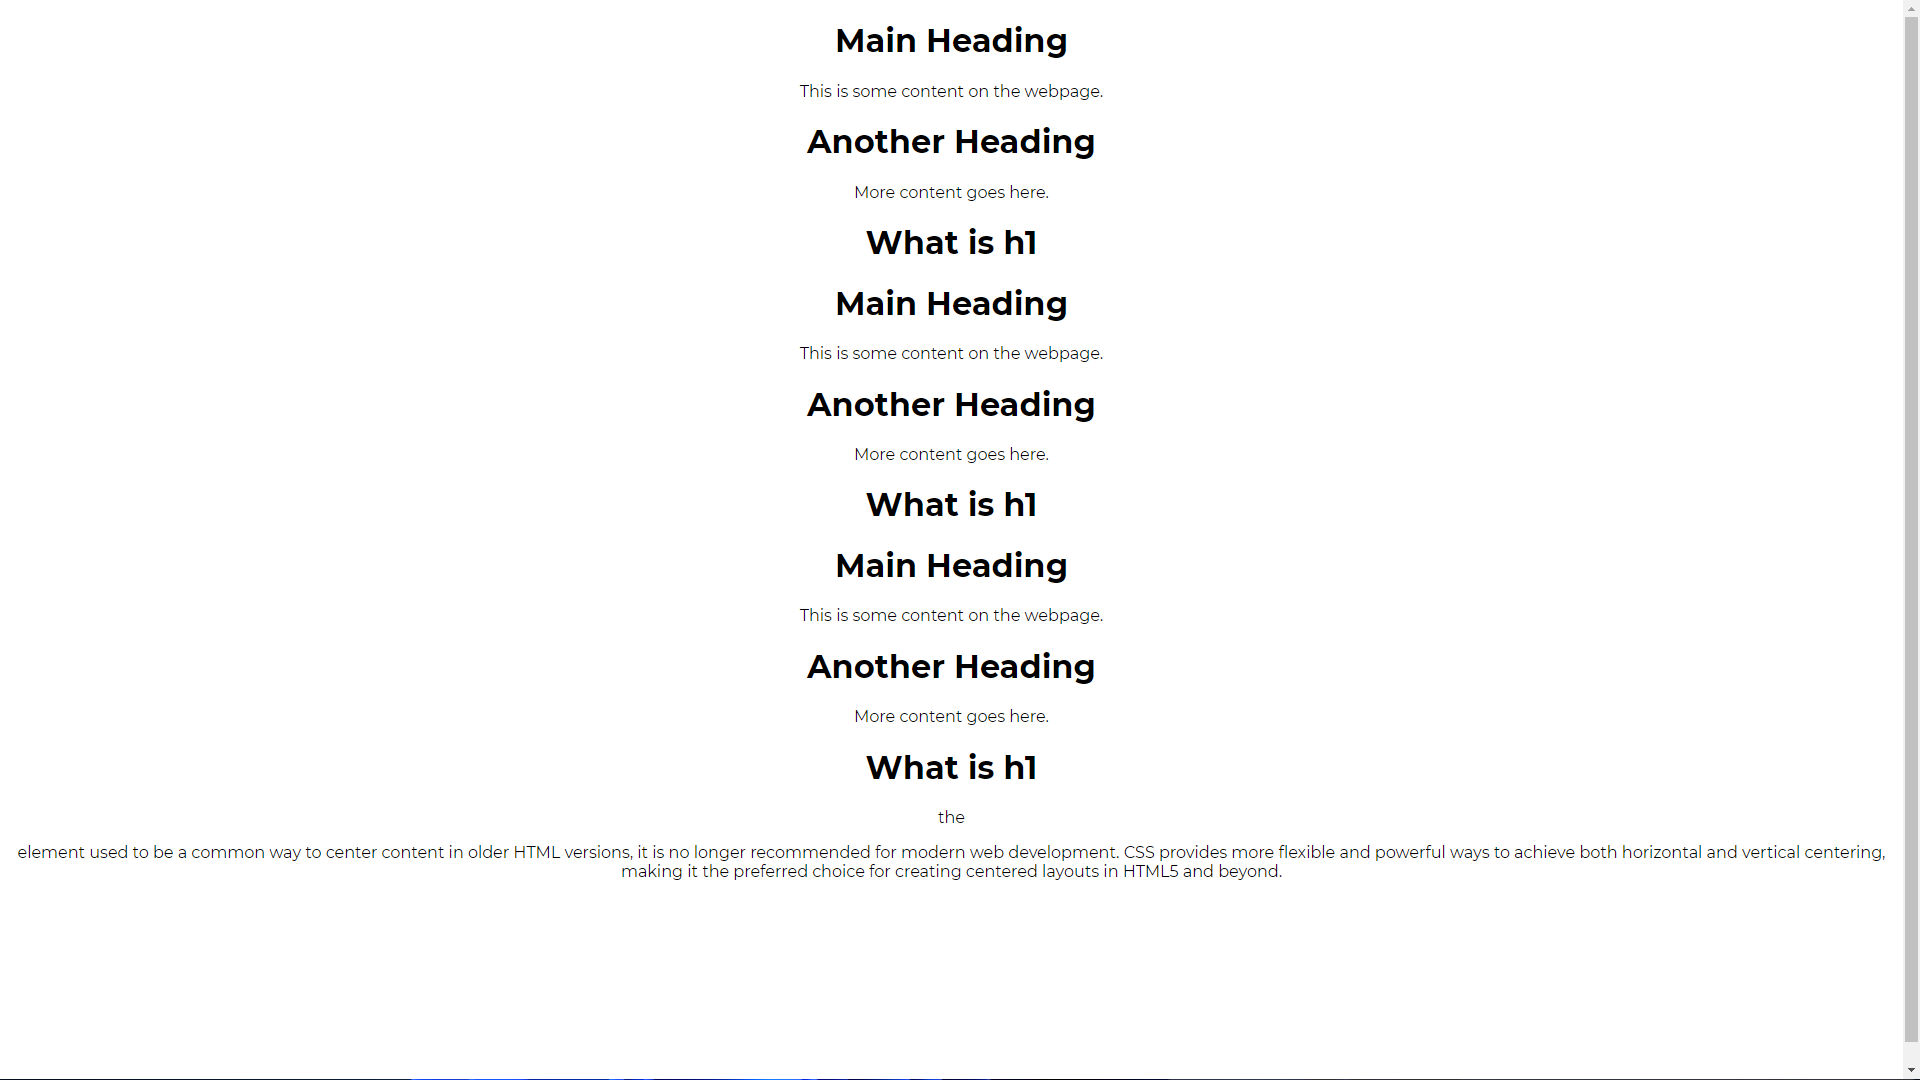 Main Heading
This is some content on the webpage.
Another Heading
More content goes here.
What is h1
Main Heading
This is some content on the webpage.
Another Heading
More content goes here.
What is h1
Main Heading
This is some content on the webpage.
Another Heading
More content goes here.
What is h1
the
element used to be a common way to center content in older HTML versions, it is no longer recommended for modern web development. CSS provides more flexible and powerful ways to achieve both horizontal and vertical centering,
making it the preferred choice for creating centered layouts in HTML5 and beyond.